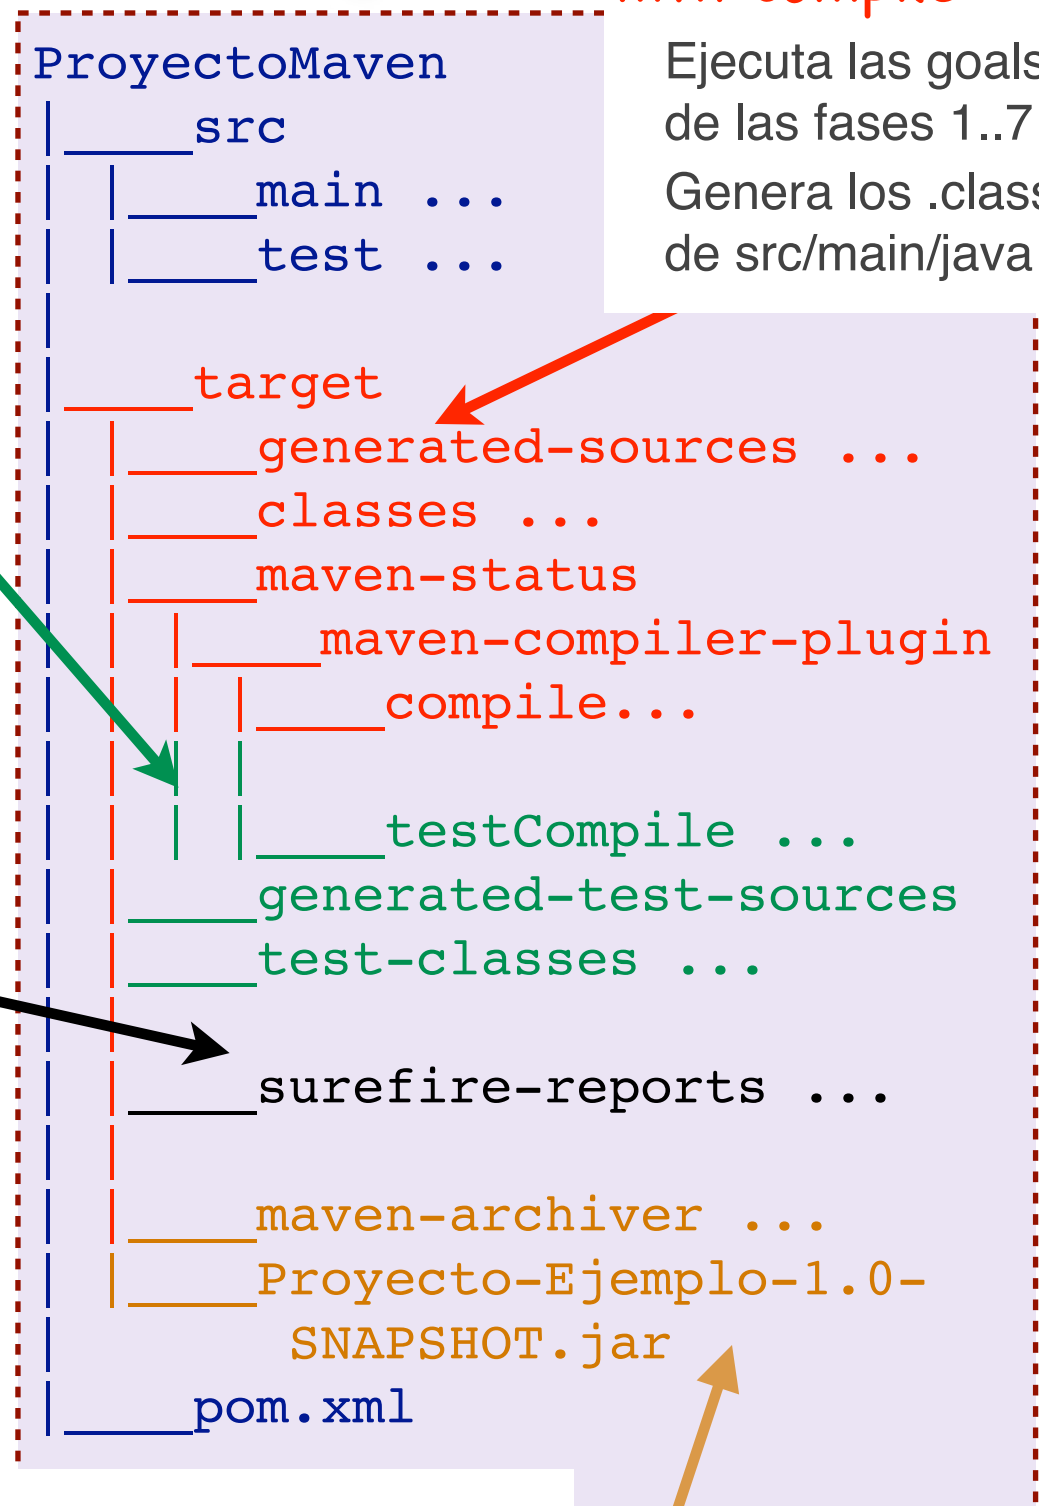 compile
ProyectoMaven
Ejecuta las goals
de las fases 1..7
|____src
Genera los .class
de src/main/java
| |____main ...
| |____test ...
|
|____target
| |____generated-sources ...
| |____classes ...
| |____maven-status
| | |____maven-compiler-plugin
| | | |____compile...
| | | |
| | | |____testCompile ...
| |____generated-test-sources
| |____test-classes ...
| |
| |____surefire-reports ...
| |
| |____maven-archiver ...
| |____Proyecto-Ejemplo-1.0-
| SNAPSHOT.jar
|____pom.xml